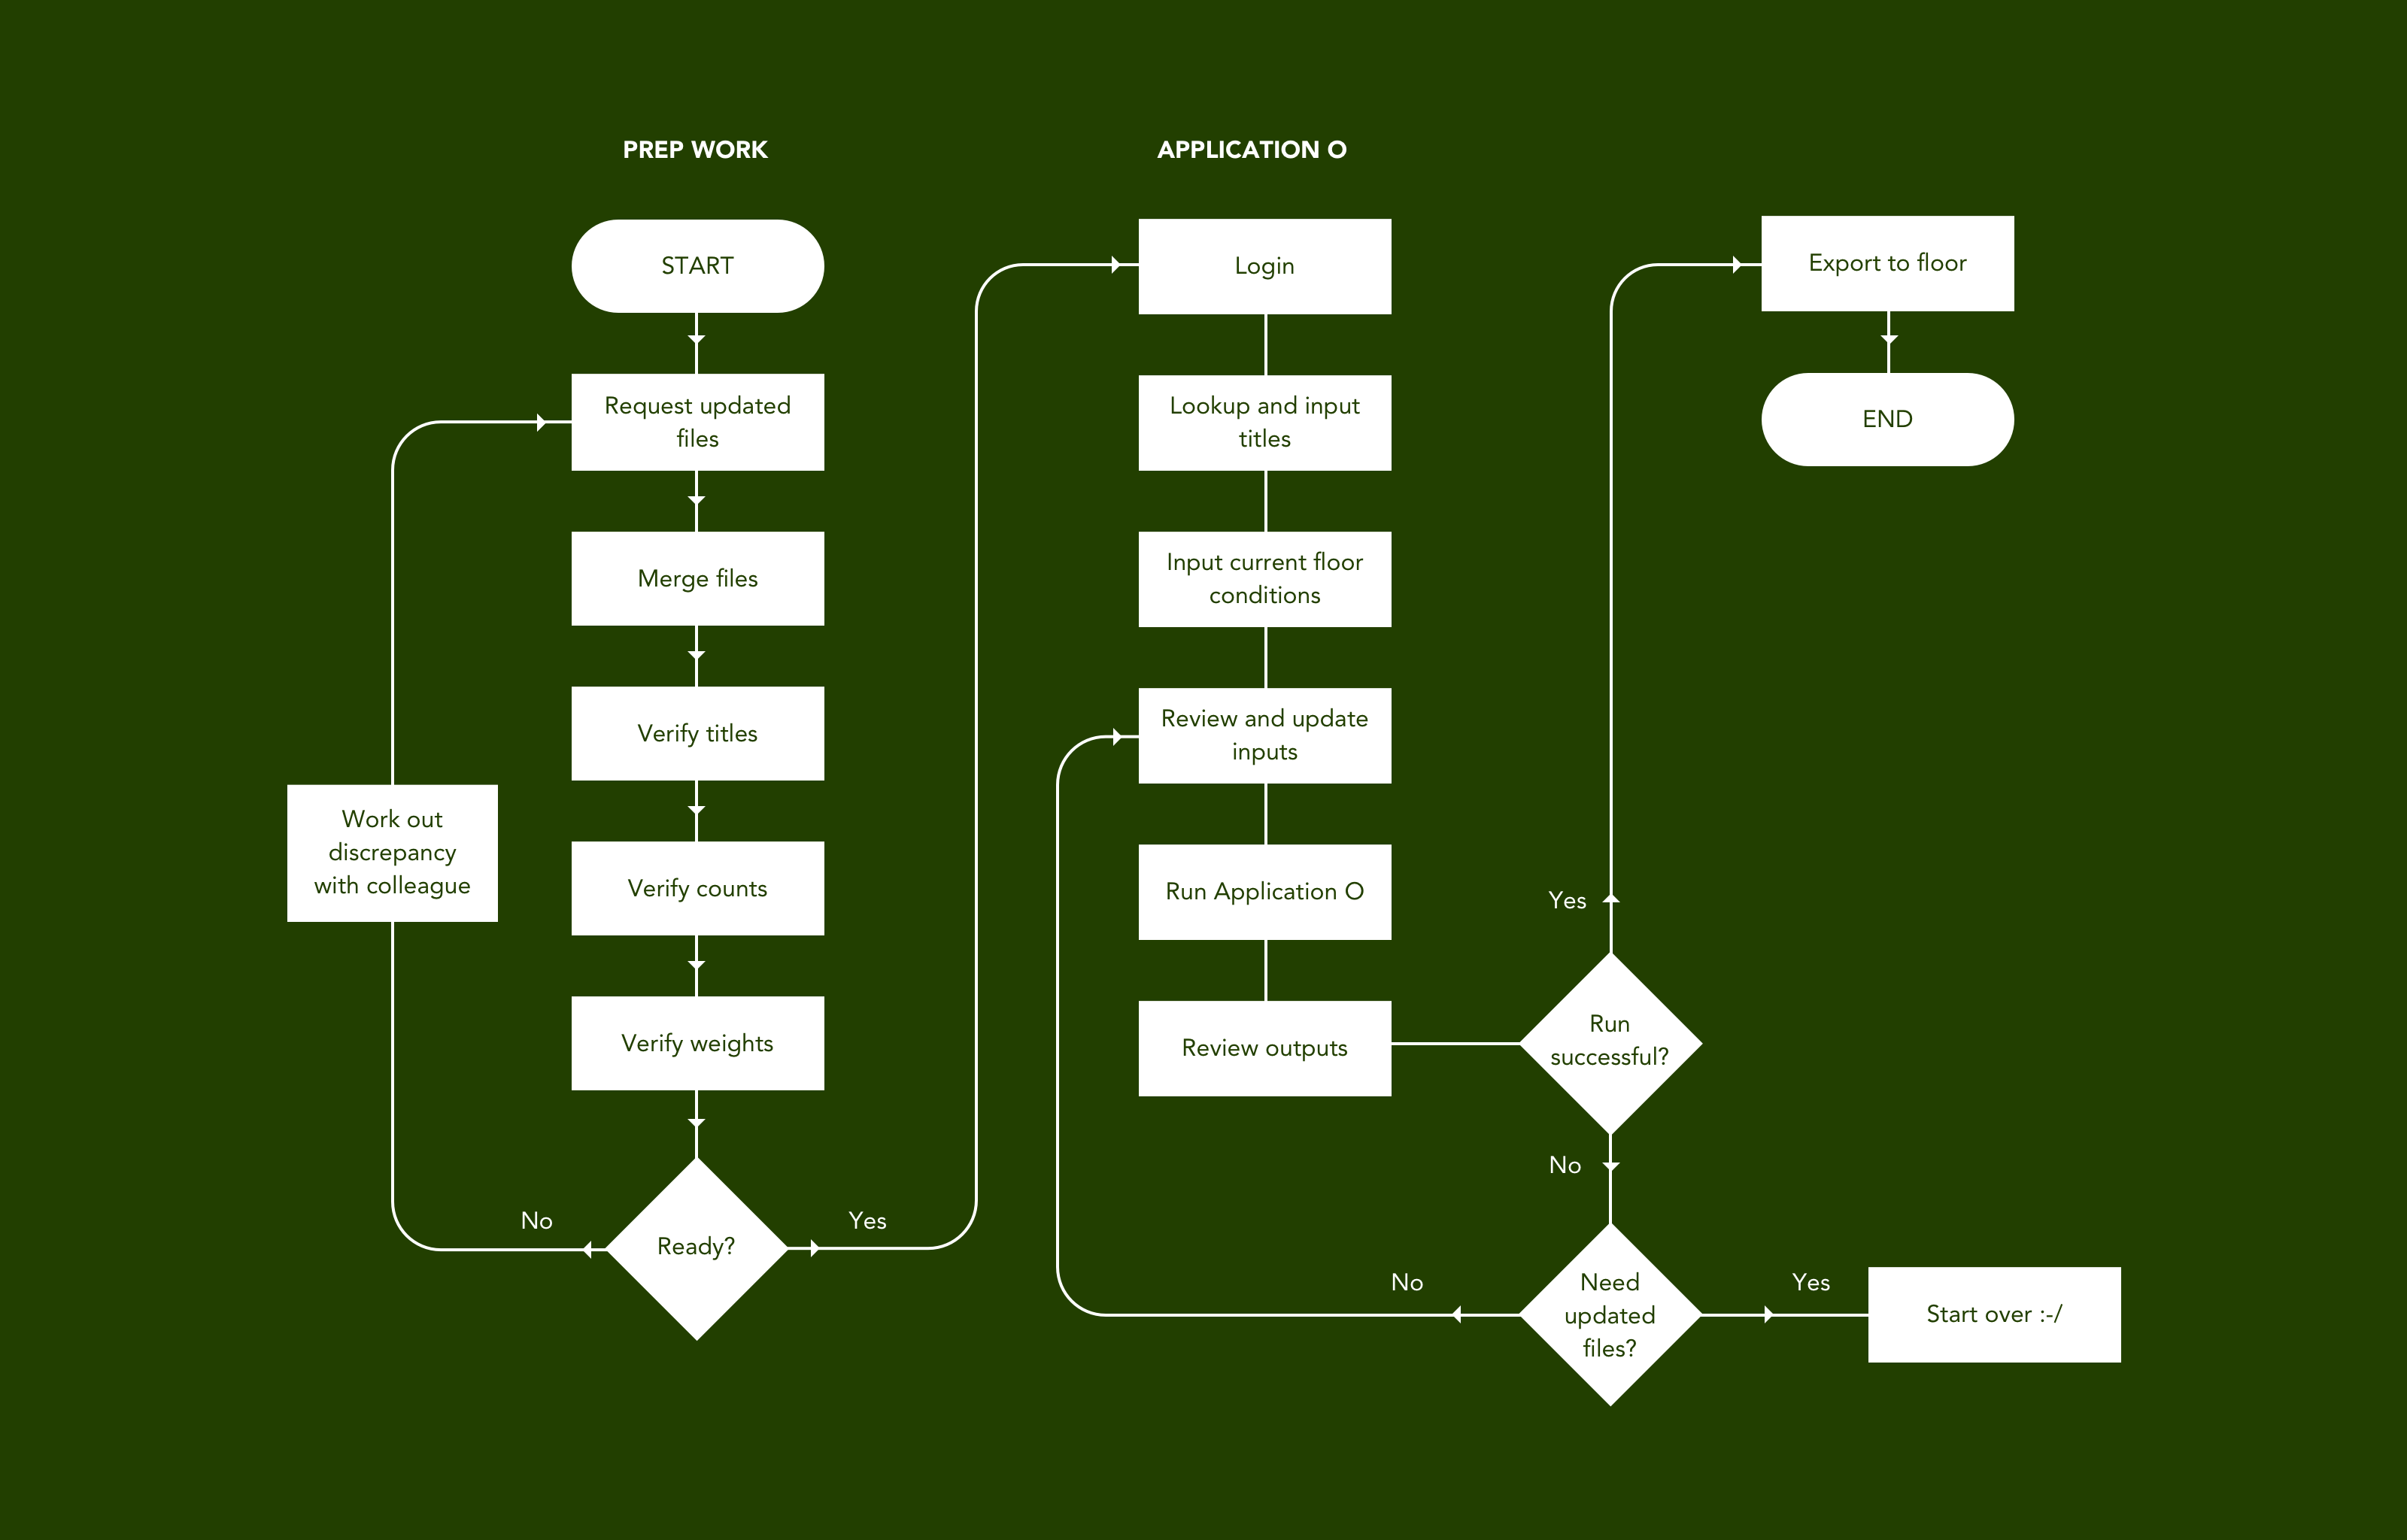 PREP WORK
START
Request updated
files
Merge files
Verify titles
Verify counts
Verify weights
Ready?
No
Yes
Work out
discrepancy
with colleague
APPLICATION O
Login
Lookup and input
titles
Input current floor
conditions
Review and update
inputs
Run Application O
Review outputs
Run
successful?
Yes
No
Need
updated
files?
No
Yes
Start over :-/
Export to floor
END